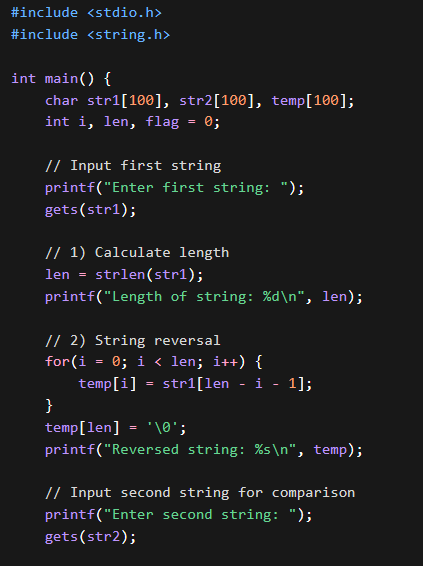 #include <stdio.h>
#include <string.h>

int main() {
    char str1[100], str2[100], temp[100];
    int i, len, flag = 0;

    // Input first string
    printf("Enter first string: ");
    gets(str1);

    // 1) Calculate length
    len = strlen(str1);
    printf("Length of string: %d\n", len);

    // 2) String reversal
    for(i = 0; i < len; i++) {
        temp[i] = str1[len - i - 1];
    }
    temp[len] = '\0';
    printf("Reversed string: %s\n", temp);

    // Input second string for comparison
    printf("Enter second string: ");
    gets(str2);